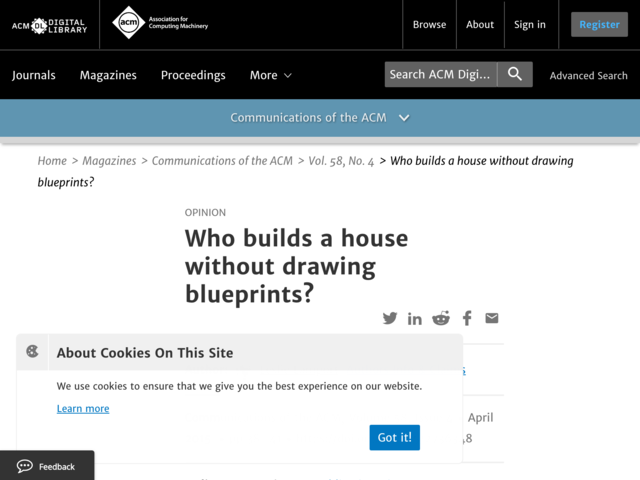 ACM DL DIGITAL LIBRARY
acm Association for Computing Machinery
Browse About Sign in Register
Journals Magazines Proceedings More Search ACM Digi... Advanced Search
Communications of the ACM
Home > Magazines > Communications of the ACM > Vol. 58, No. 4 > Who builds a house without drawing
blueprints?
OPINION
Who builds a house
without drawing
blueprints?
About Cookies On This Site
We use cookies to ensure that we give you the best experience on our website.
Learn more
April
Got it!
Feedback